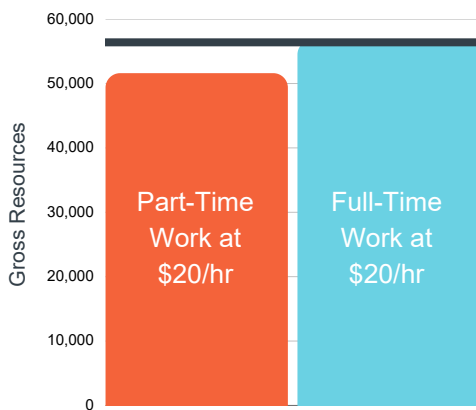 Gross Resources
60,000
50,000
40,000
30,000
20,000
10,000
0
Part-Time
Work at
$20/hr
Full-Time
Work at
$20/hr